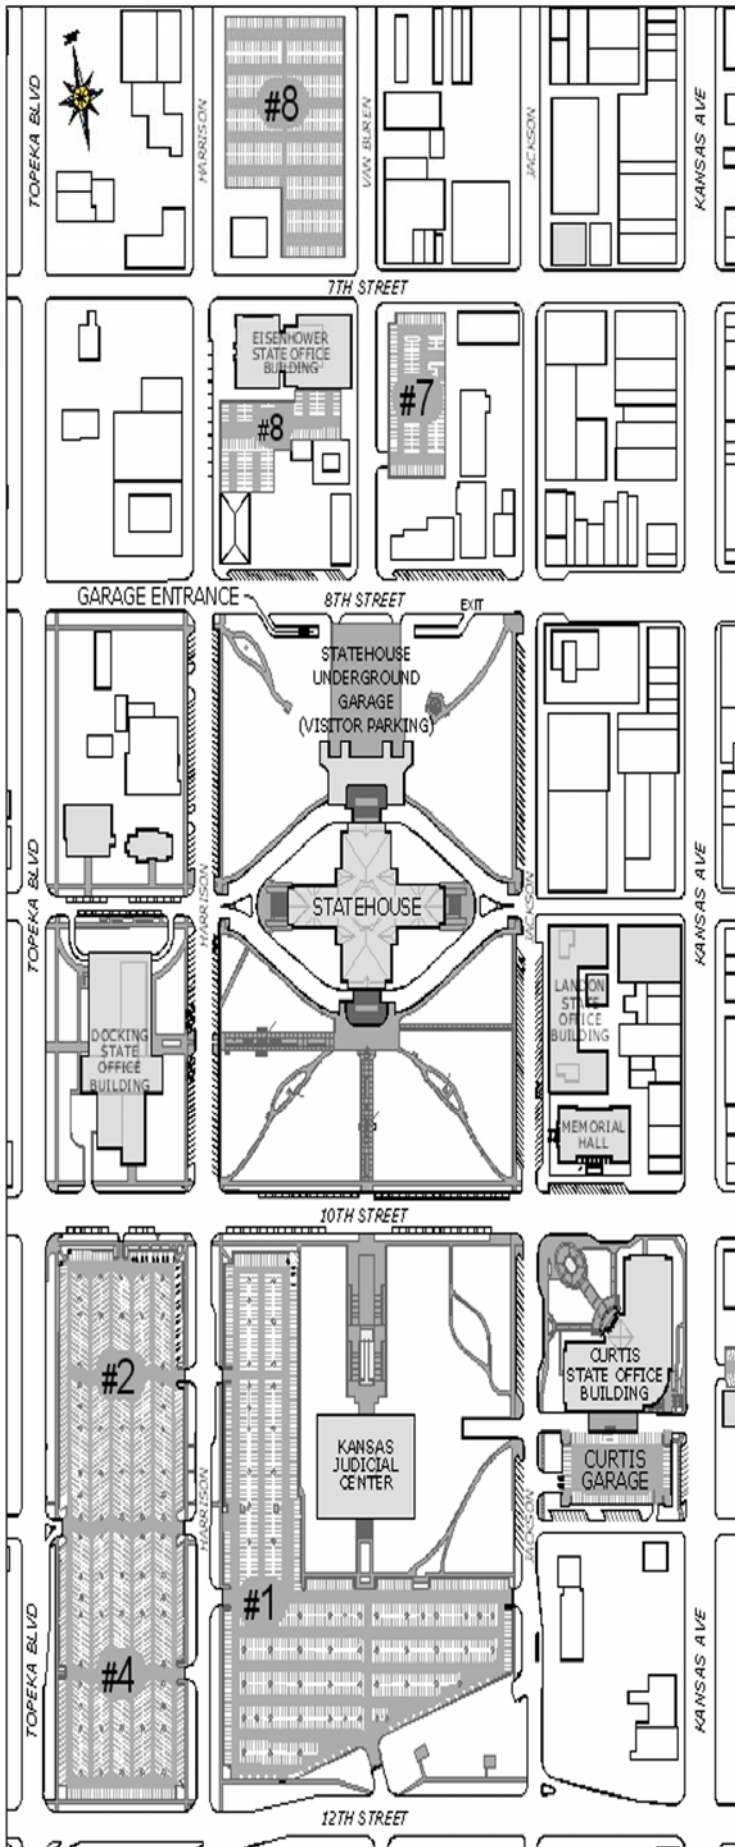 TOPEKA BLVD
HARRISON
#8
VAN BUREN
JACKSON
KANSAS AVE
7TH STREET
EISENHOWER
STATE OFFICE
BUILDING
#8
#7
GARAGE ENTRANCE
8TH STREET
EXIT
STATEHOUSE
UNDERGROUND
GARAGE
(VISITOR PARKING)
TOPEKA BLVD
HARRISON
STATEHOUSE
JACKSON
KANSAS AVE
DOCKING
STATE
OFFICE
BUILDING
LANDON
STATE
OFFICE
BUILDING
MEMORIAL
HALL
10TH STREET
#2
CURTIS
STATE OFFICE
BUILDING
KANSAS
JUDICIAL
CENTER
CURTIS
GARAGE
HARRISON
JACKSON
#1
TOPEKA BLVD
#4
KANSAS AVE
12TH STREET